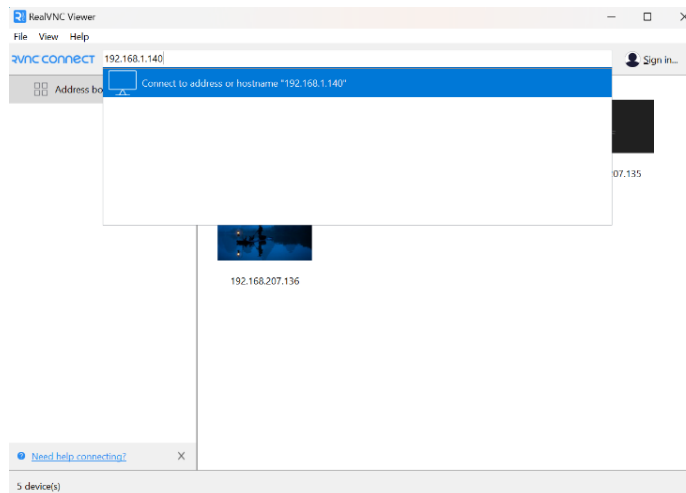 RealVNC Viewer
File View Help
RVNC CONNECT 192.168.1.140 Sign in...
Address bo
Connect to address or hostname "192.168.1.140"
07.135
192.168.207.136
Need help connecting?
5 device(s)